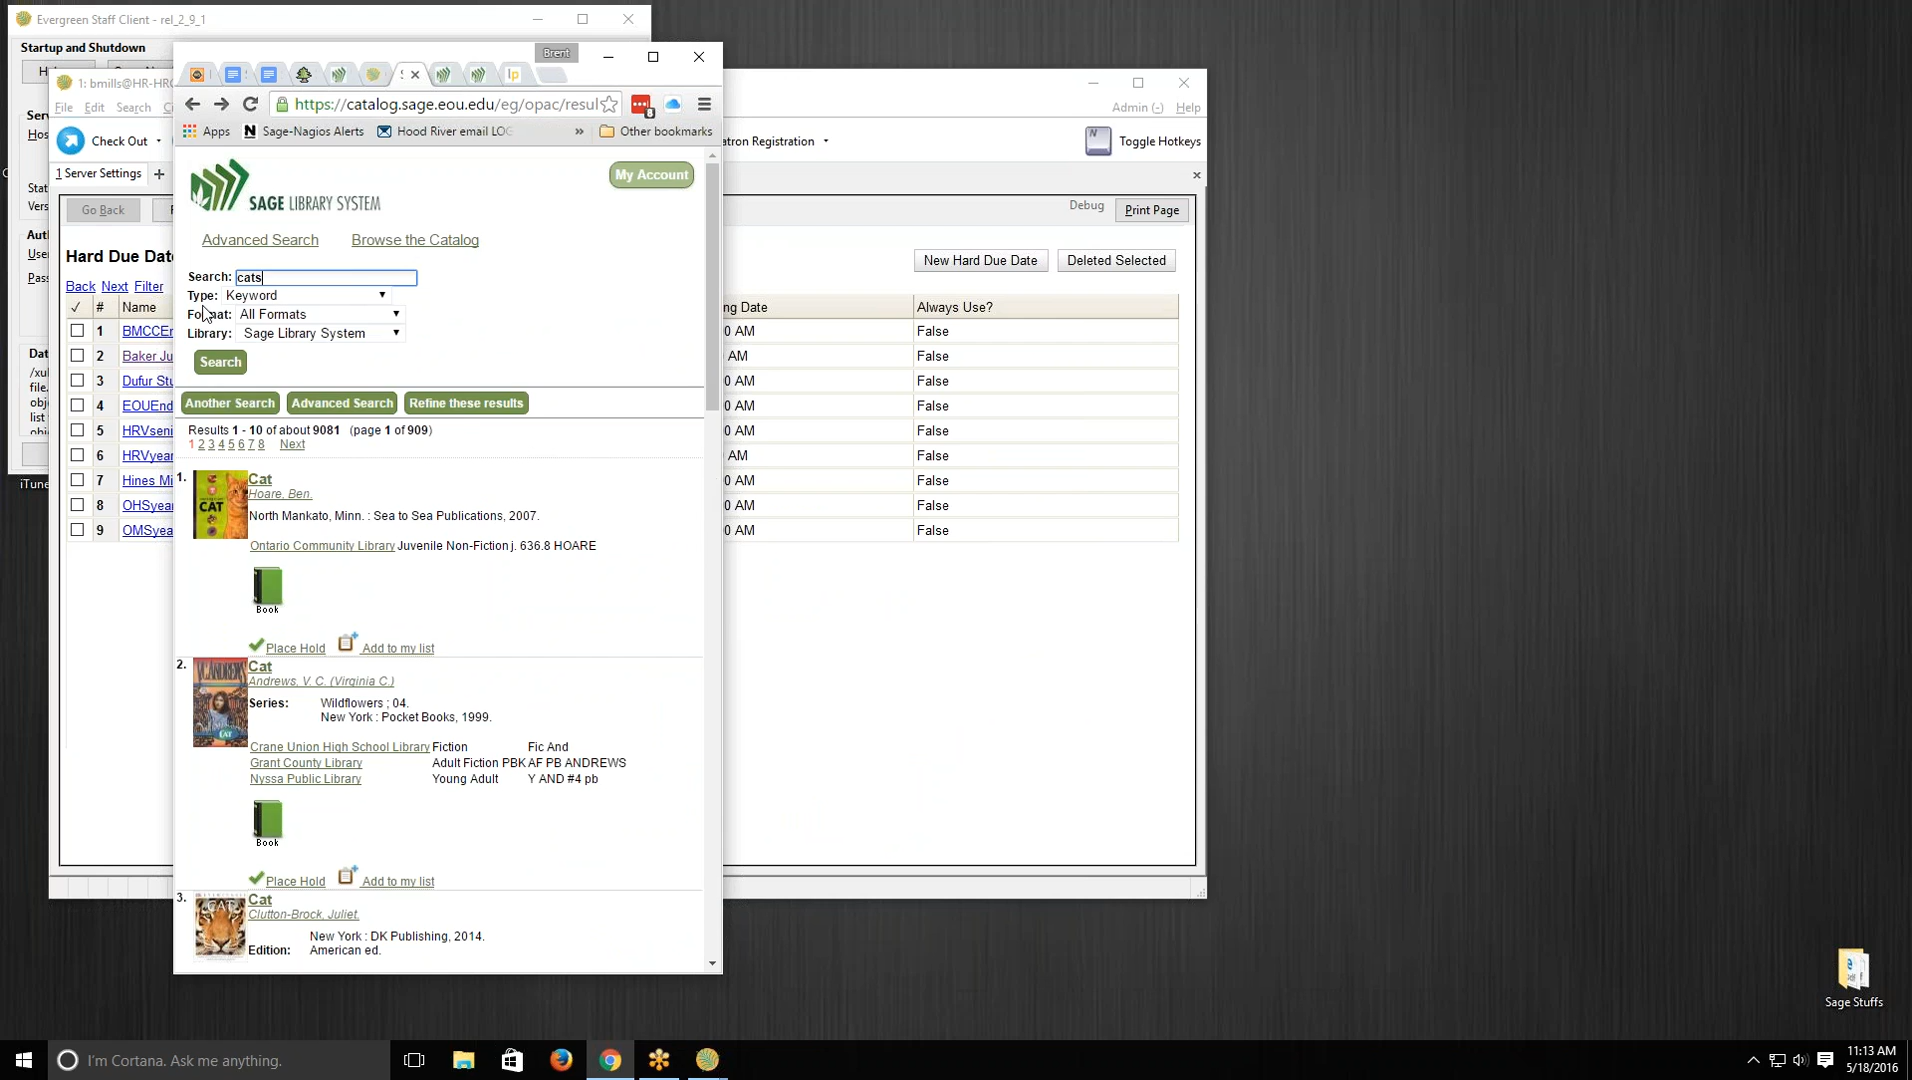 Evergreen Staff Client - rel_2_9_1
Startup and Shutdown
Brent
1: bmills@HR-HR
File Edit Search
Admin (-) Help
https://catalog.sage.eou.edu/eg/opac/resul
Check Out
Apps Sage-Nagios Alerts Hood River email LOG
» Other bookmarks
atron Registration
Toggle Hotkeys
1 Server Settings
My Account
SAGE LIBRARY SYSTEM
Go Back
Debug
Print Page
Advanced Search Browse the Catalog
Hard Due Dat
New Hard Due Date
Deleted Selected
Search: cats
Back Next Filter
Type: Keyword
Format: All Formats
Library: Sage Library System
Search
✓ # Name
ng Date
Always Use?
1 BMCCEn
0 AM
False
2 Baker Ju
AM
False
3 Dufur Stu
0 AM
False
4 EOUEnd
0 AM
False
5 HRVseni
0 AM
False
6 HRVyear
AM
False
7 Hines Mi
0 AM
False
8 OHSyear
0 AM
False
9 OMSyea
0 AM
False
Another Search Advanced Search Refine these results
Results 1 - 10 of about 9081 (page 1 of 909)
1 2 3 4 5 6 7 8 Next
1.
CAT
Cat
Hoare, Ben.
North Mankato, Minn. : Sea to Sea Publications, 2007.
Ontario Community Library Juvenile Non-Fiction j. 636.8 HOARE
Book
Place Hold Add to my list
2.
Cat
Andrews, V. C. (Virginia C.)
Series: Wildflowers ; 04.
New York : Pocket Books, 1999.
Crane Union High School Library Fiction Fic And
Grant County Library Adult Fiction PBK AF PB ANDREWS
Nyssa Public Library Young Adult Y AND #4 pb
Book
Place Hold Add to my list
3.
CAT
Cat
Clutton-Brock, Juliet.
New York : DK Publishing, 2014.
Edition: American ed.
Sage Stuffs
I'm Cortana. Ask me anything.
11:13 AM
5/18/2016